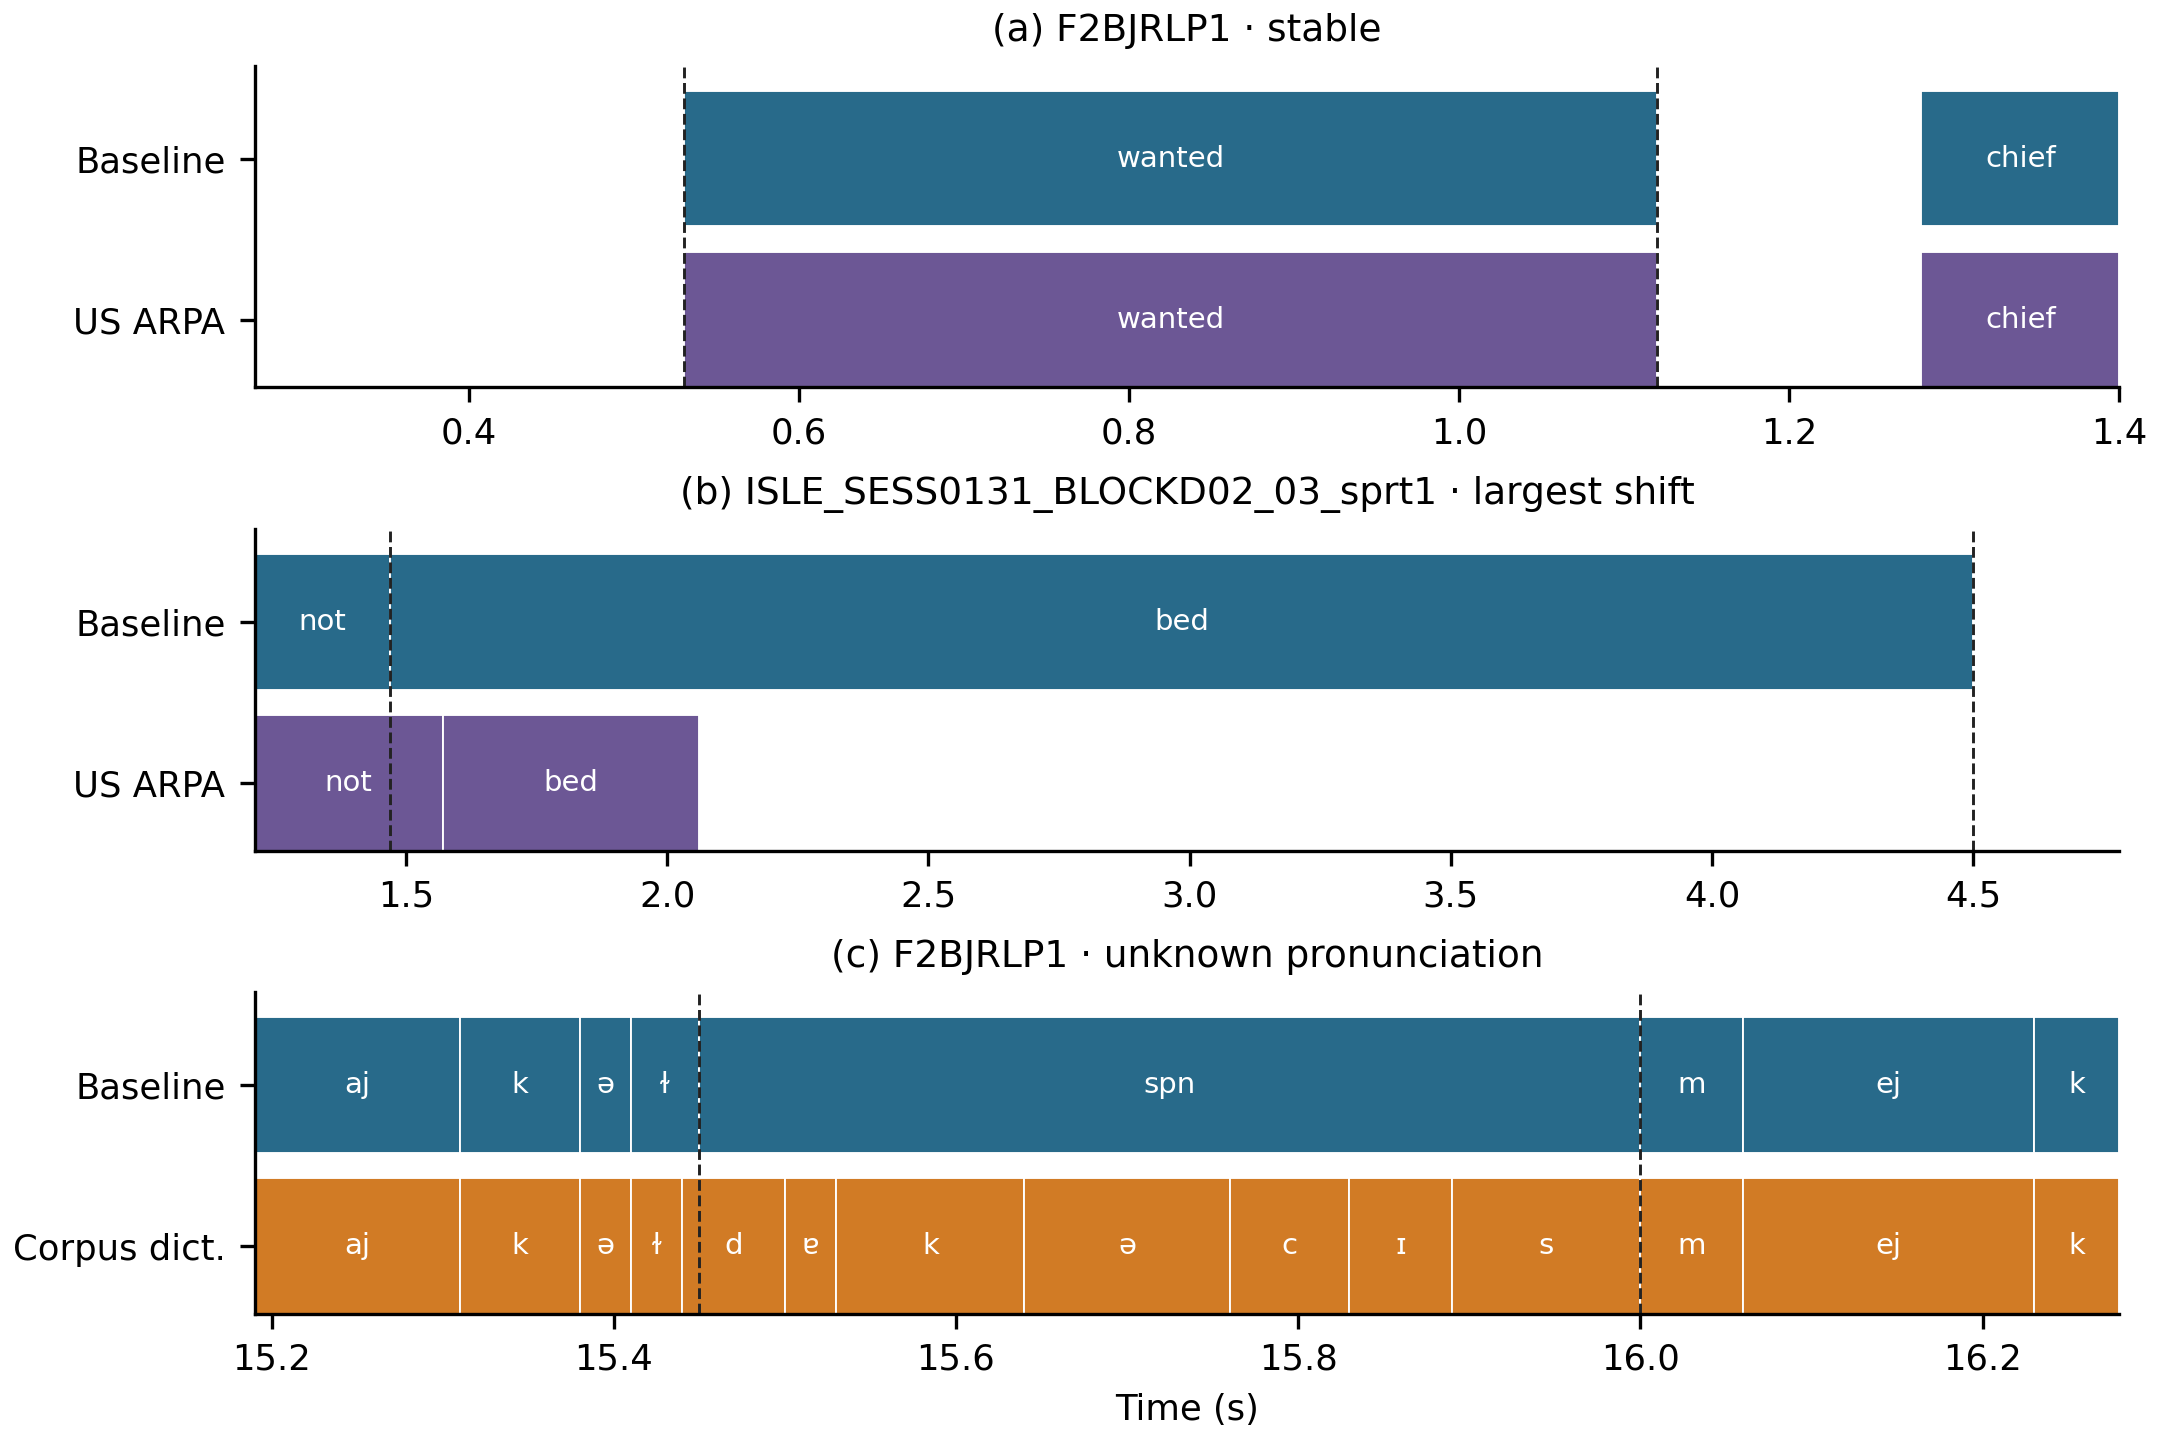 (a) F2BJRLP1 · stable
Baseline wanted chief
US ARPA wanted chief
0.4 0.6 0.8 1.0 1.2 1.4
(b) ISLE_SESS0131_BLOCKD02_03_sprt1 · largest shift
Baseline not bed
US ARPA not bed
1.5 2.0 2.5 3.0 3.5 4.0 4.5
(c) F2BJRLP1 · unknown pronunciation
Baseline aj k ə ɫ spn m ej k
Corpus dict. aj k ə ɫ d ɐ k ə c ɪ s m ej k
15.2 15.4 15.6 15.8 16.0 16.2
Time (s)